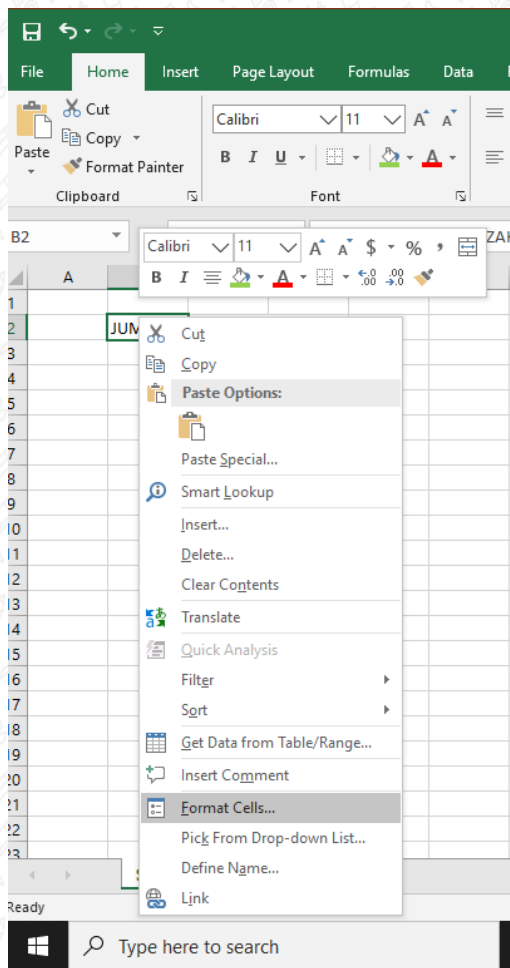 File Home Insert Page Layout Formulas Data
Paste
Cut
Copy
Format Painter
Clipboard
Calibri 11 A A
B I U A
Font
B2
Calibri 11 A A $ % ,
B I A .00 .00
A
1
2 JUM
3
4
5
6
7
8
9
10
11
12
13
14
15
16
17
18
19
20
21
22
23
Cut
Copy
Paste Options:
Paste Special...
Smart Lookup
Insert...
Delete...
Clear Contents
Translate
Quick Analysis
Filter
Sort
Get Data from Table/Range...
Insert Comment
Format Cells...
Pick From Drop-down List...
Define Name...
Link
Ready
Type here to search